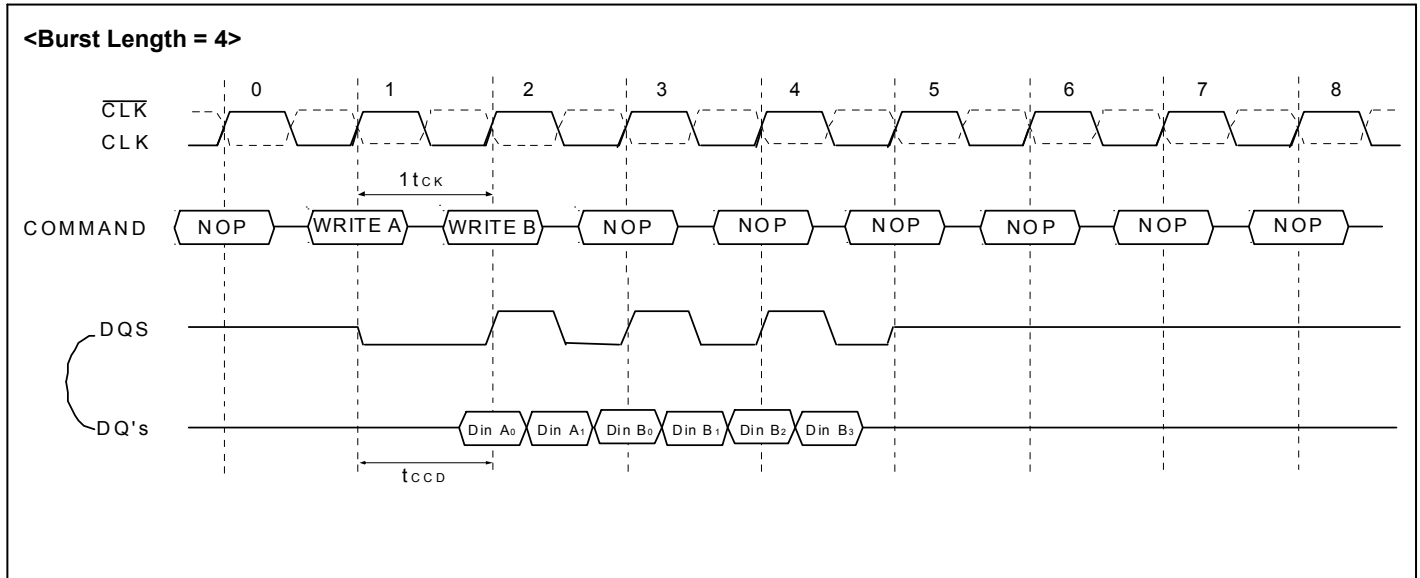 <Burst Length = 4>
0 1 2 3 4 5 6 7 8
CLK
CLK
1tCK
COMMAND NOP WRITE A WRITE B NOP NOP NOP NOP NOP NOP
DQS
DQ's Din A0 Din A1 Din B0 Din B1 Din B2 Din B3
tCCD